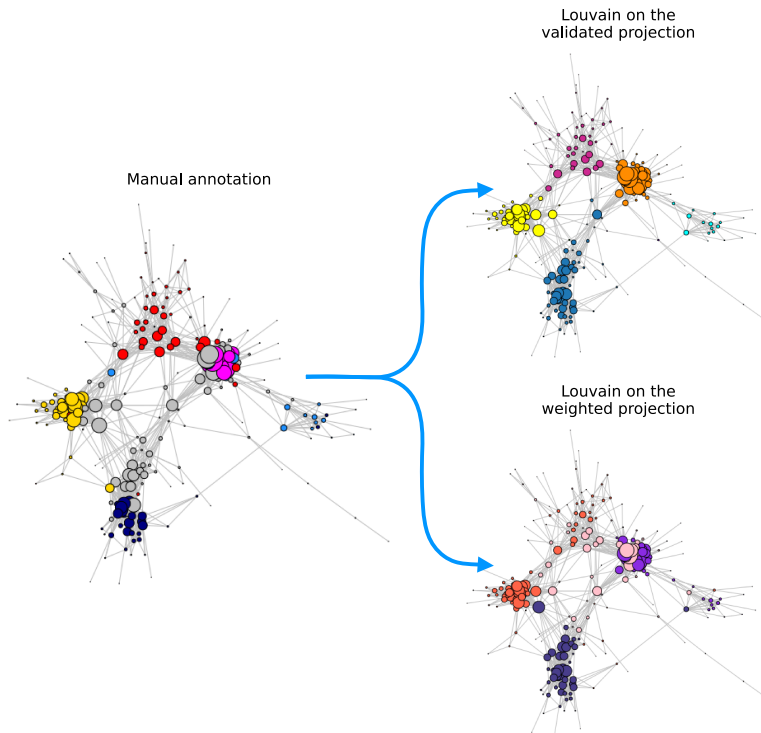 Louvain on the
validated projection
Manual annotation
Louvain on the
weighted projection